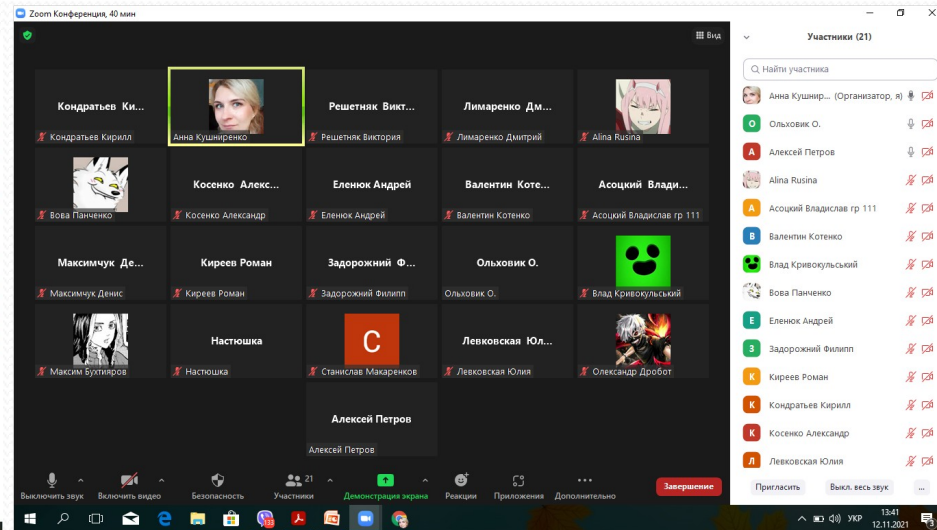 Zoom Конференция, 40 мин
Вид
Кондратьев Ки...
Кондратьев Кирилл
Анна Кушниренко
Решетняк Викт...
Решетняк Виктория
Лимаренко Дм...
Лимаренко Дмитрий
Alina Rusina
Вова Панченко
Косенко Алекс...
Косенко Александр
Еленюк Андрей
Еленюк Андрей
Валентин Коте...
Валентин Котенко
Асоцкий Влади...
Асоцкий Владислав гр 111
Максимчук Де...
Максимчук Денис
Киреев Роман
Киреев Роман
Задорожний Ф...
Задорожний Филипп
Ольховик О.
Ольховик О.
Влад Кривокульський
Максим Бухтияров
Настюшка
Настюшка
C
Станислав Макаренков
Левковская Юл...
Левковская Юлия
Олександр Дробот
Алексей Петров
Алексей Петров
Выключить звук
Включить видео
Безопасность
21
Участники
Демонстрация экрана
Реакции
Приложения
Дополнительно
Завершение
Участники (21)
Найти участника
Анна Кушнир... (Организатор, я)
О Ольховик О.
А Алексей Петров
Alina Rusina
А Асоцкий Владислав гр 111
В Валентин Котенко
Влад Кривокульський
Вова Панченко
Е Еленюк Андрей
З Задорожний Филипп
К Киреев Роман
К Кондратьев Кирилл
К Косенко Александр
Л Левковская Юлия
Пригласить Выкл. весь звук ...
УКР 13:41
12.11.2021